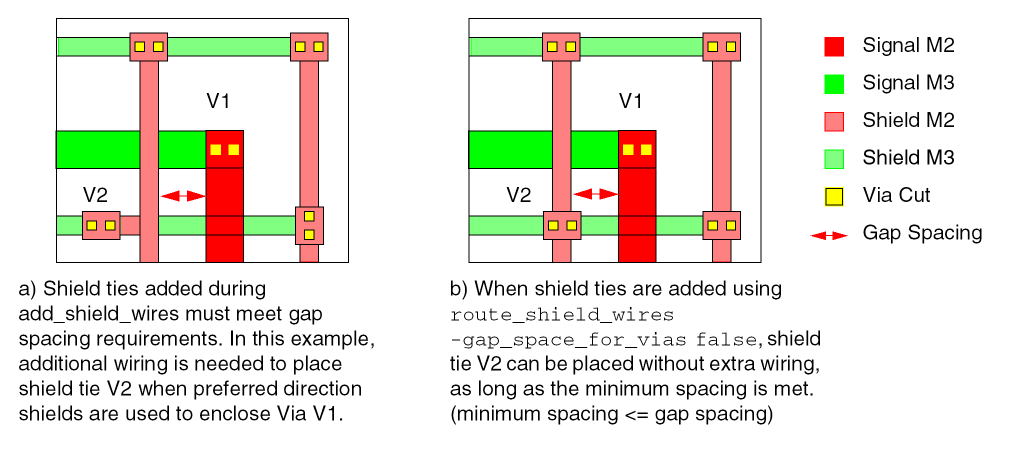 V1
V2
V1
V2
Signal M2
Signal M3
Shield M2
Shield M3
Via Cut
Gap Spacing
a) Shield ties added during
add_shield_wires must meet gap
spacing requirements. In this example,
additional wiring is needed to place
shield tie V2 when preferred direction
shields are used to enclose Via V1.
b) When shield ties are added using
route_shield_wires
-gap_space_for_vias false, shield
tie V2 can be placed without extra wiring,
as long as the minimum spacing is met.
(minimum spacing <= gap spacing)